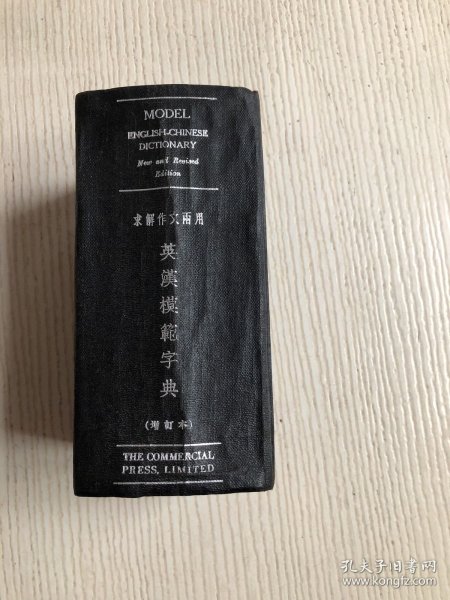 MODEL
ENGLISH-CHINESE
DICTIONARY
New and Revised
Edition
求解作文兩用
英漢模範字典
(增訂本)
THE COMMERCIAL
PRESS, LIMITED
孔夫子旧书网
www.kongfz.com